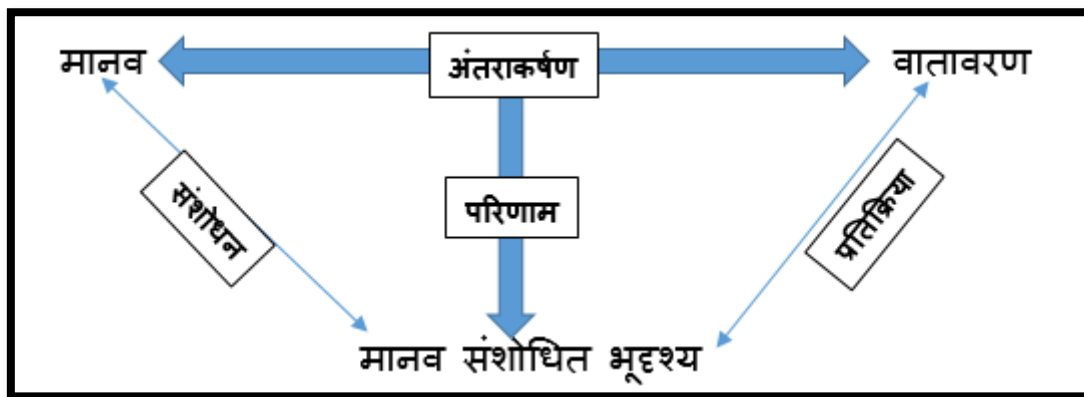 मानव
अंतराकर्षण
वातावरण
संशोधन
परिणाम
प्रतिक्रिया
मानव संशोधित भूदृश्य